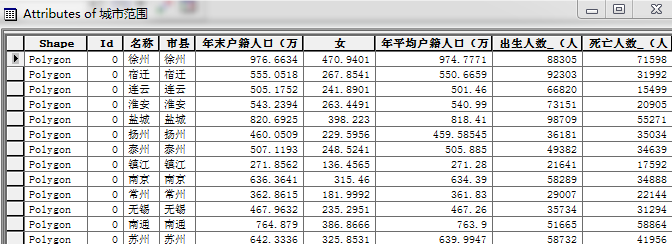 Attributes of 城市范围
Shape Id 名称 市县 年末户籍人口（万 女 年平均户籍人口（万 出生人数_（人 死亡人数_（人
Polygon 0 徐州 徐州 976.6634 470.9401 974.7771 88305 71598
Polygon 0 宿迁 宿迁 555.0518 267.8541 550.6659 92303 31992
Polygon 0 连云 连云 505.1752 241.8901 501.46 66820 15499
Polygon 0 淮安 淮安 543.2394 263.4491 540.99 73151 20905
Polygon 0 盐城 盐城 820.6925 398.223 818.41 98709 55271
Polygon 0 扬州 扬州 460.0509 229.5956 459.58545 36181 35034
Polygon 0 泰州 泰州 507.1193 248.5241 505.885 49382 34639
Polygon 0 镇江 镇江 271.8562 136.4565 271.28 21641 17592
Polygon 0 南京 南京 636.3641 315.46 634.39 58289 34888
Polygon 0 常州 常州 362.8615 181.9992 361.83 29007 22144
Polygon 0 无锡 无锡 467.9632 235.2951 467.26 35734 31294
Polygon 0 南通 南通 764.879 386.8666 763.9 51665 58864
Polygon 0 苏州 苏州 642.3336 325.8531 639.9947 58732 41956